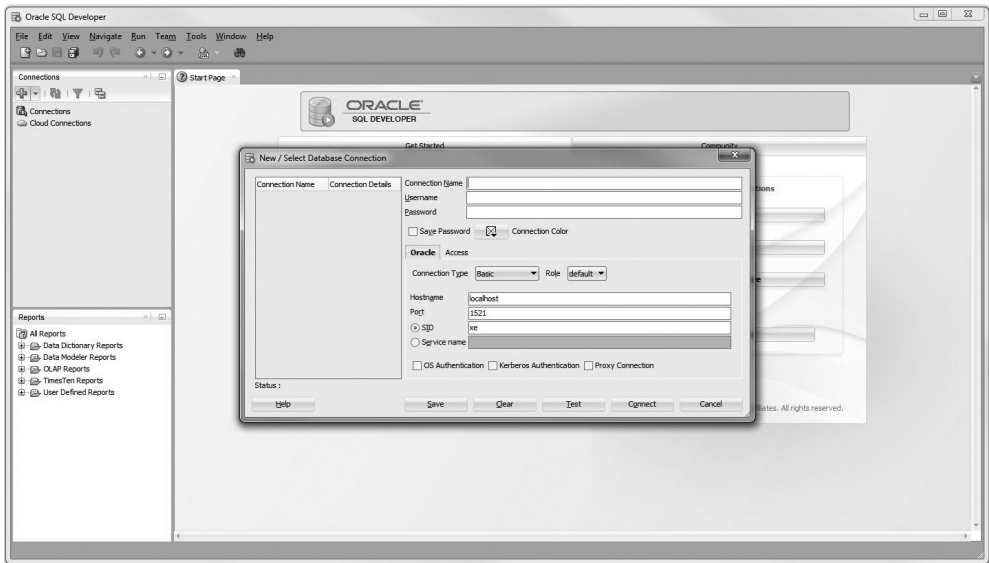 Oracle SQL Developer
File Edit View Navigate Run Team Tools Window Help
Connections
Connections
Cloud Connections
Reports
All Reports
Data Dictionary Reports
Data Modeler Reports
OLAP Reports
TimesTen Reports
User Defined Reports
Start Page
ORACLE
SQL DEVELOPER
Get Started Community
New / Select Database Connection
Connection Name Connection Details
Connection Name
Username
Password
Save Password Connection Color
Oracle Access
Connection Type Basic Role default
Hostname localhost
Port 1521
SID xe
Service name
OS Authentication Kerberos Authentication Proxy Connection
Status :
Help Save Clear Test Connect Cancel
All rights reserved.